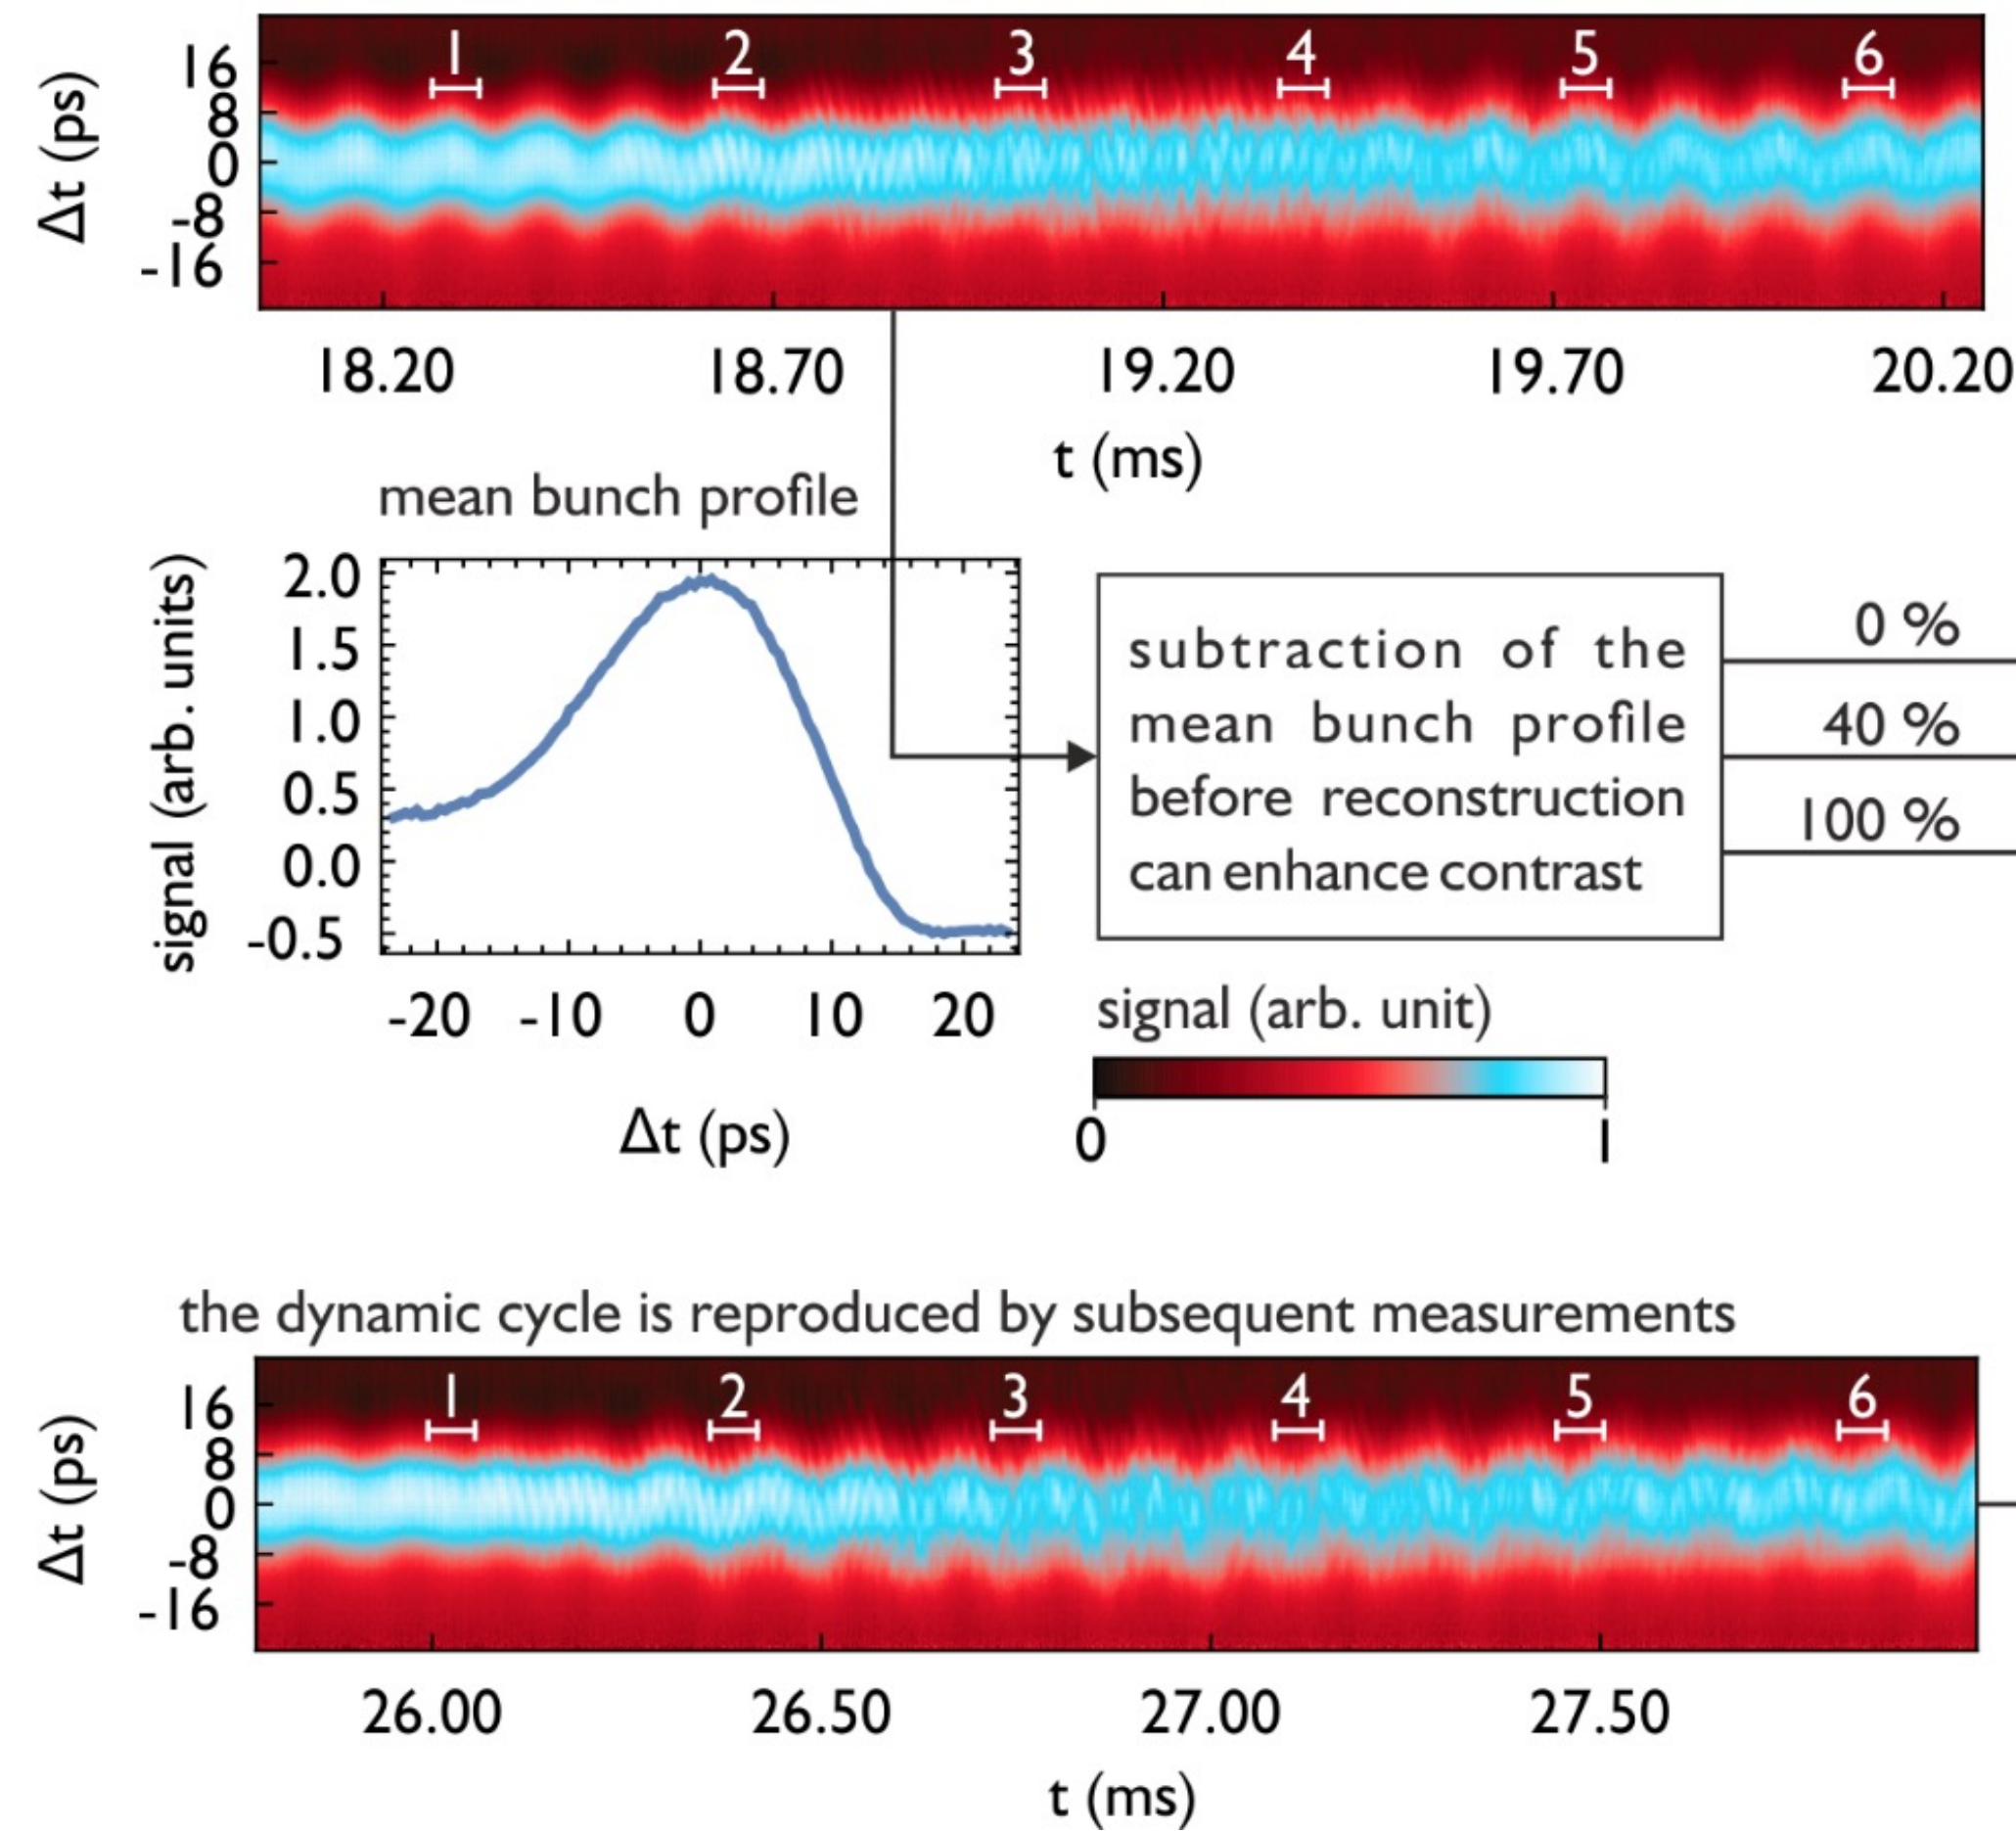 1 2 3 4 5 6
Δt (ps)
16
8
0
-8
-16
18.20 18.70 19.20 19.70 20.20
t (ms)
mean bunch profile
signal (arb. units)
2.0
1.5
1.0
0.5
0.0
-0.5
-20 -10 0 10 20
Δt (ps)
subtraction of the
mean bunch profile
before reconstruction
can enhance contrast
0 %
40 %
100 %
signal (arb. unit)
0 1
the dynamic cycle is reproduced by subsequent measurements
1 2 3 4 5 6
Δt (ps)
16
8
0
-8
-16
26.00 26.50 27.00 27.50
t (ms)